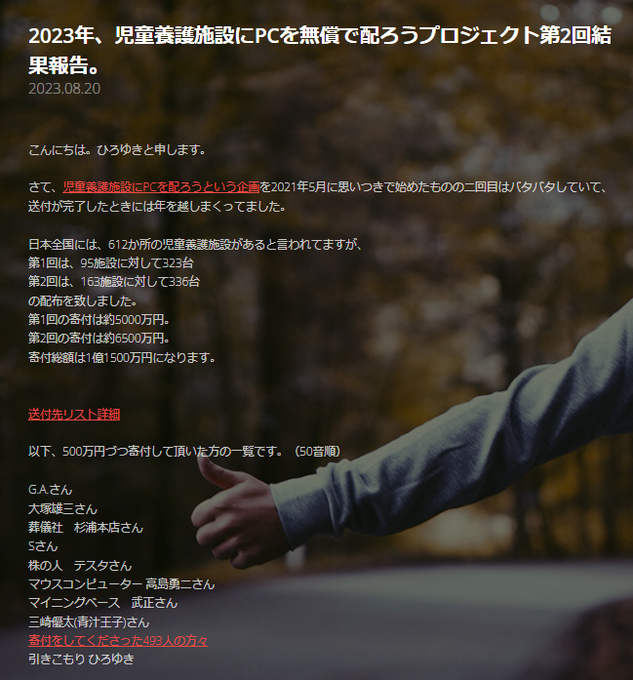 2023年、児童養護施設にPCを無償で配ろうプロジェクト第2回結
果報告。
2023.08.20
こんにちは。ひろゆきと申します。
さて、児童養護施設にPCを配ろうという企画を2021年5月に思いつきで始めたものの二回目はバタバタしていて、
送付が完了したときには年を越しまくってました。
日本全国には、612か所の児童養護施設があると言われてますが、
第1回は、95施設に対して323台
第2回は、163施設に対して336台
の配布を致しました。
第1回の寄付は約5000万円。
第2回の寄付は約6500万円。
寄付総額は1億1500万円になります。
送付先リスト詳細
以下、500万円づつ寄付して頂いた方の一覧です。（50音順）
G.A.さん
大塚雄三さん
葬儀社　杉浦本店さん
Sさん
株の人　テスタさん
マウスコンピューター 高島勇二さん
マイニングベース　武正さん
三崎優太(青汁王子)さん
寄付をしてくださった493人の方々
引きこもり ひろゆき